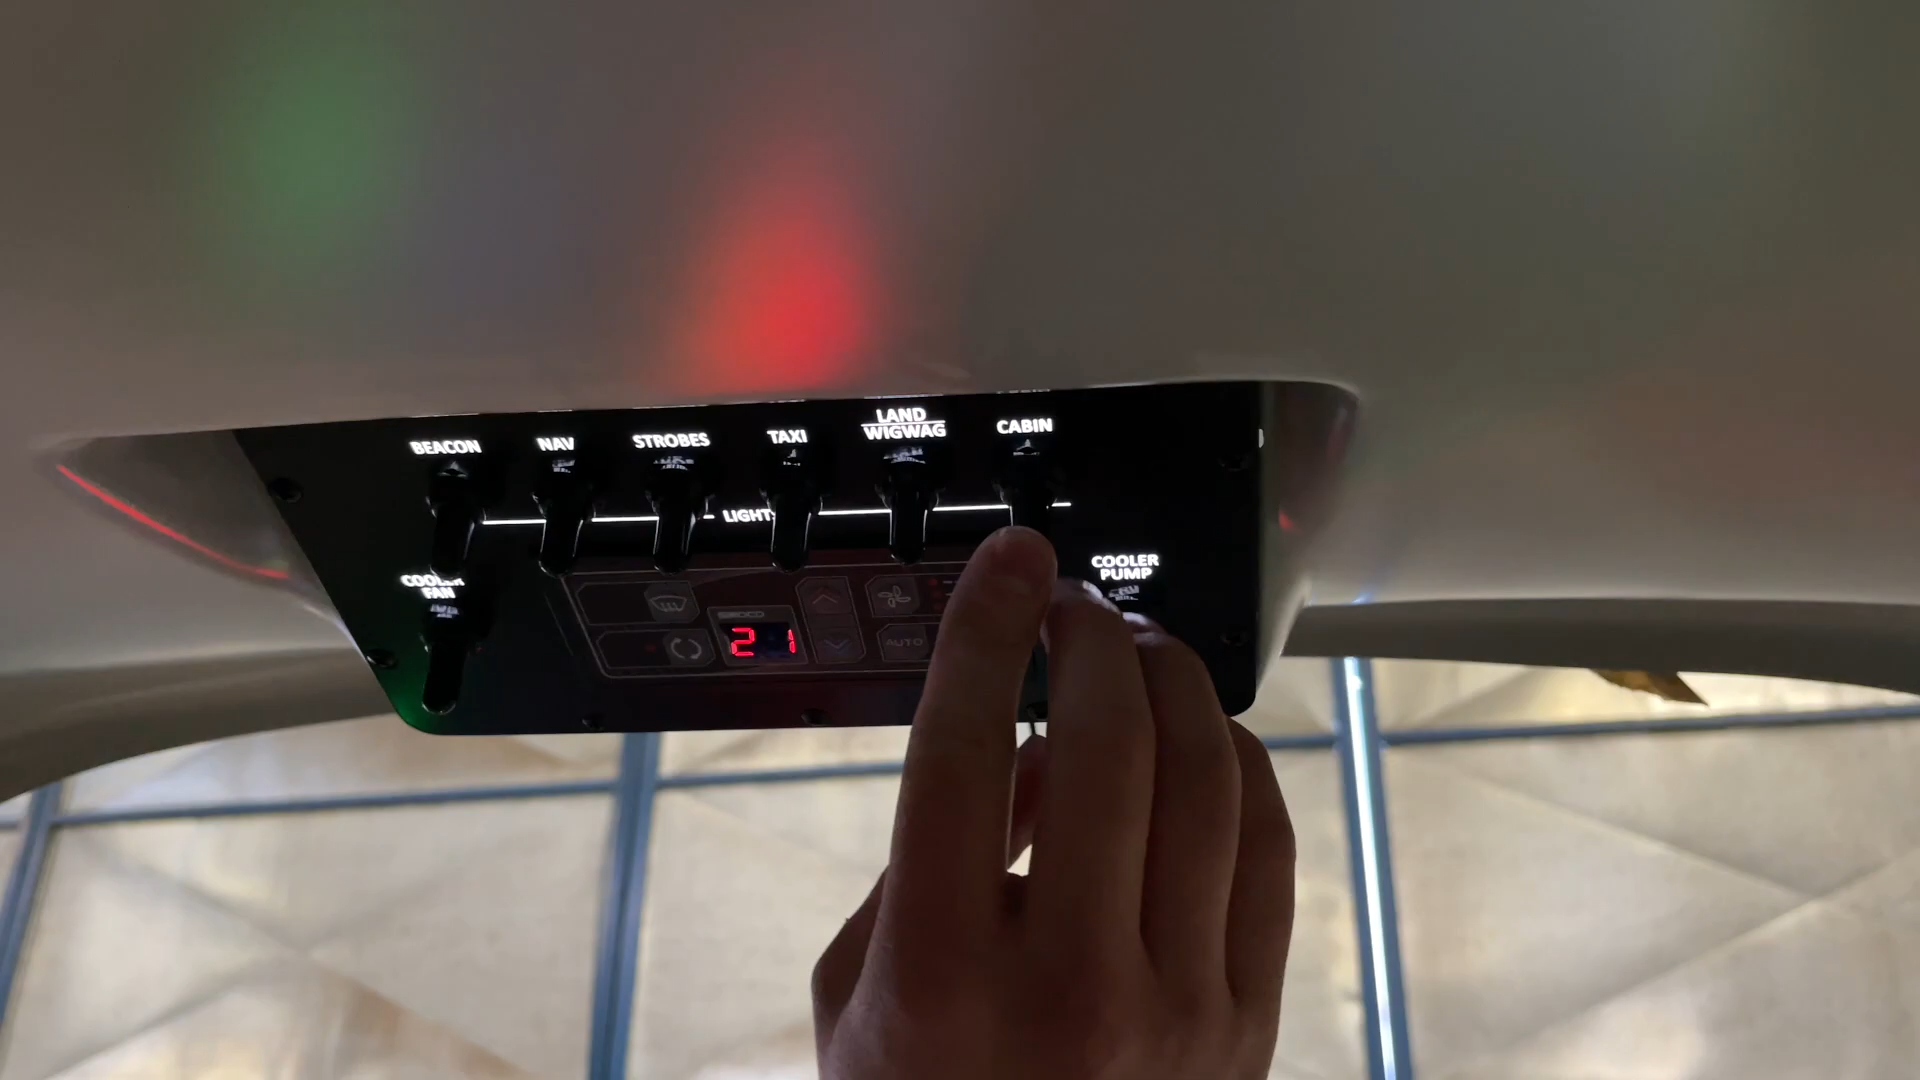 BEACON
NAV
STROBES
TAXI
LAND
WIGWAG
CABIN
LIGHTS
COOLER
FAN
COOLER
PUMP
21
AUTO